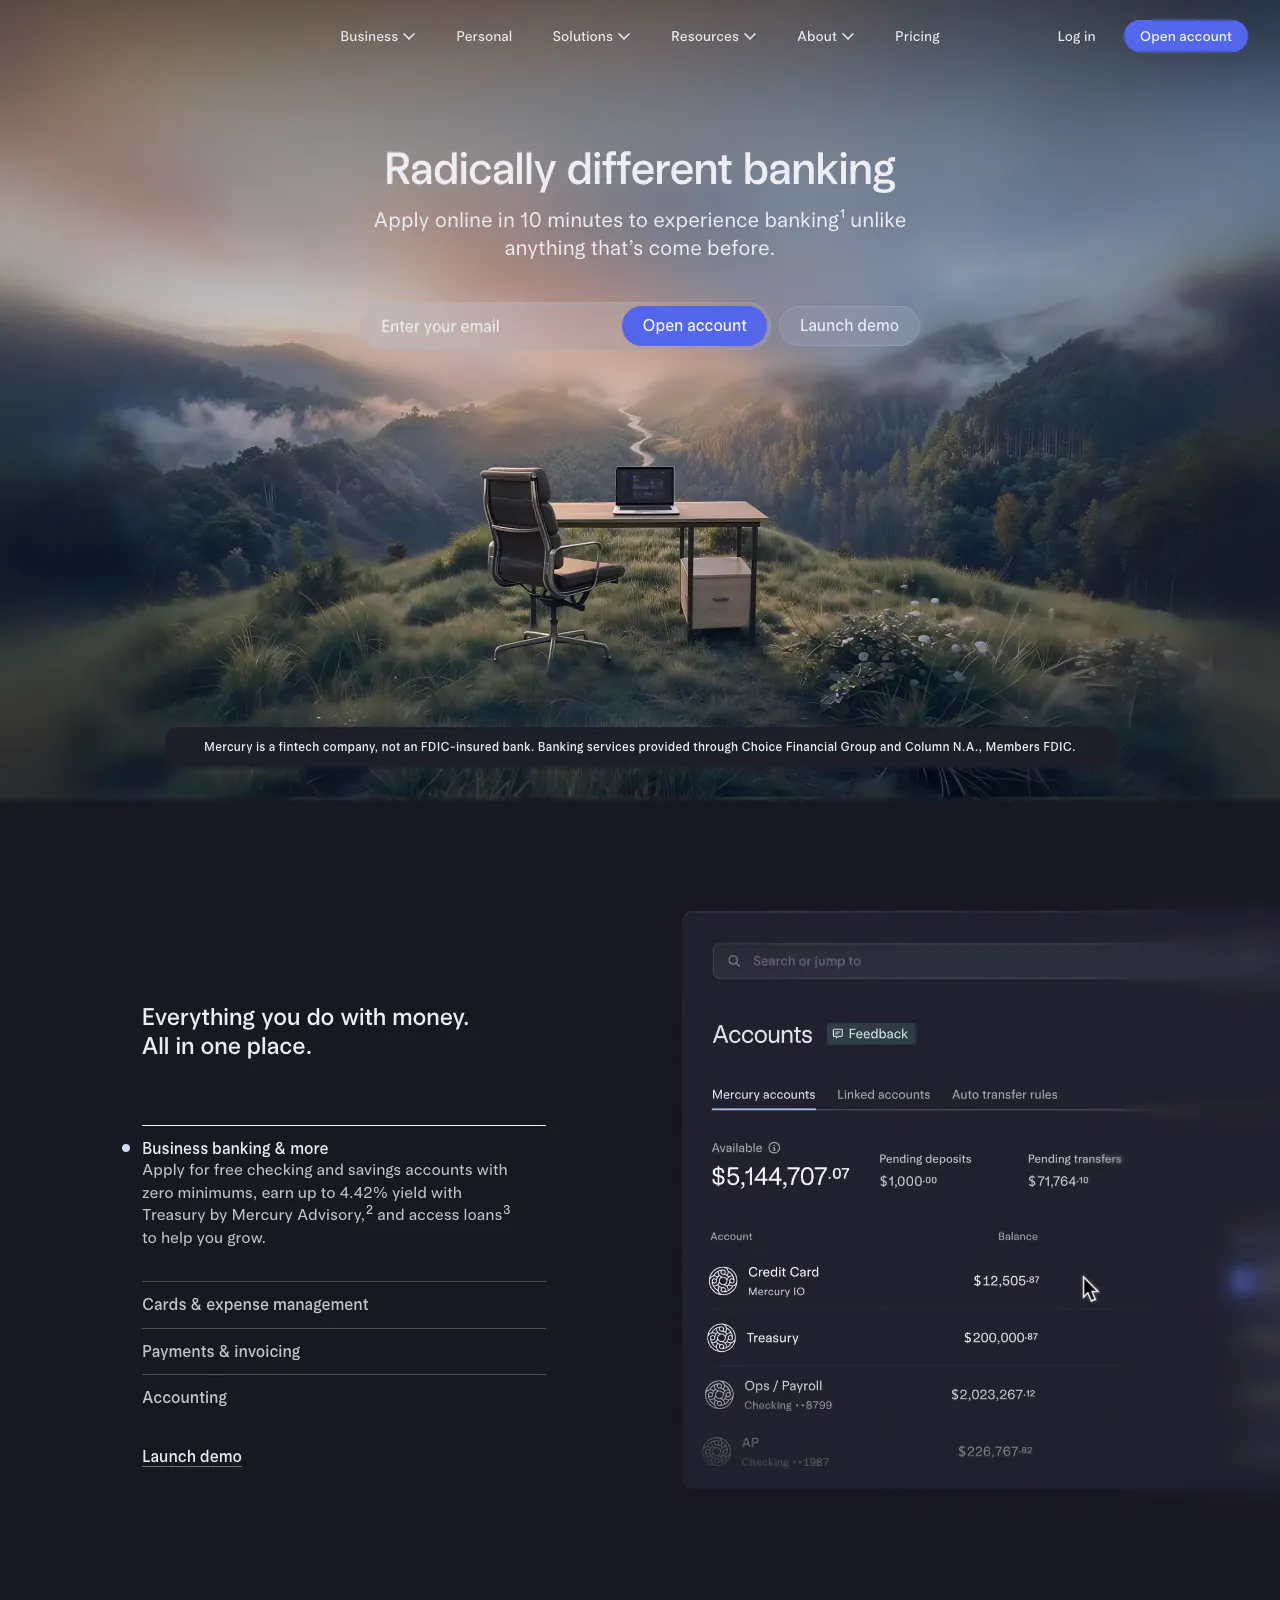 Business
Personal
Solutions
Resources
About
Pricing
Log in
Open account
Radically different banking
Apply online in 10 minutes to experience banking¹ unlike
anything that's come before.
Enter your email
Open account
Launch demo
Mercury is a fintech company, not an FDIC-insured bank. Banking services provided through Choice Financial Group and Column N.A., Members FDIC.
Everything you do with money.
All in one place.
Business banking & more
Apply for free checking and savings accounts with
zero minimums, earn up to 4.42% yield with
Treasury by Mercury Advisory,² and access loans³
to help you grow.
Cards & expense management
Payments & invoicing
Accounting
Launch demo
Search or jump to
Accounts
Feedback
Mercury accounts
Linked accounts
Auto transfer rules
Available
$5,144,707.07
Pending deposits
$1,000.00
Pending transfers
$71,764.10
Account
Balance
Credit Card
Mercury IO
$12,505.87
Treasury
$200,000.87
Ops / Payroll
Checking ••8799
$2,023,267.12
AP
Checking ••1987
$226,767.82